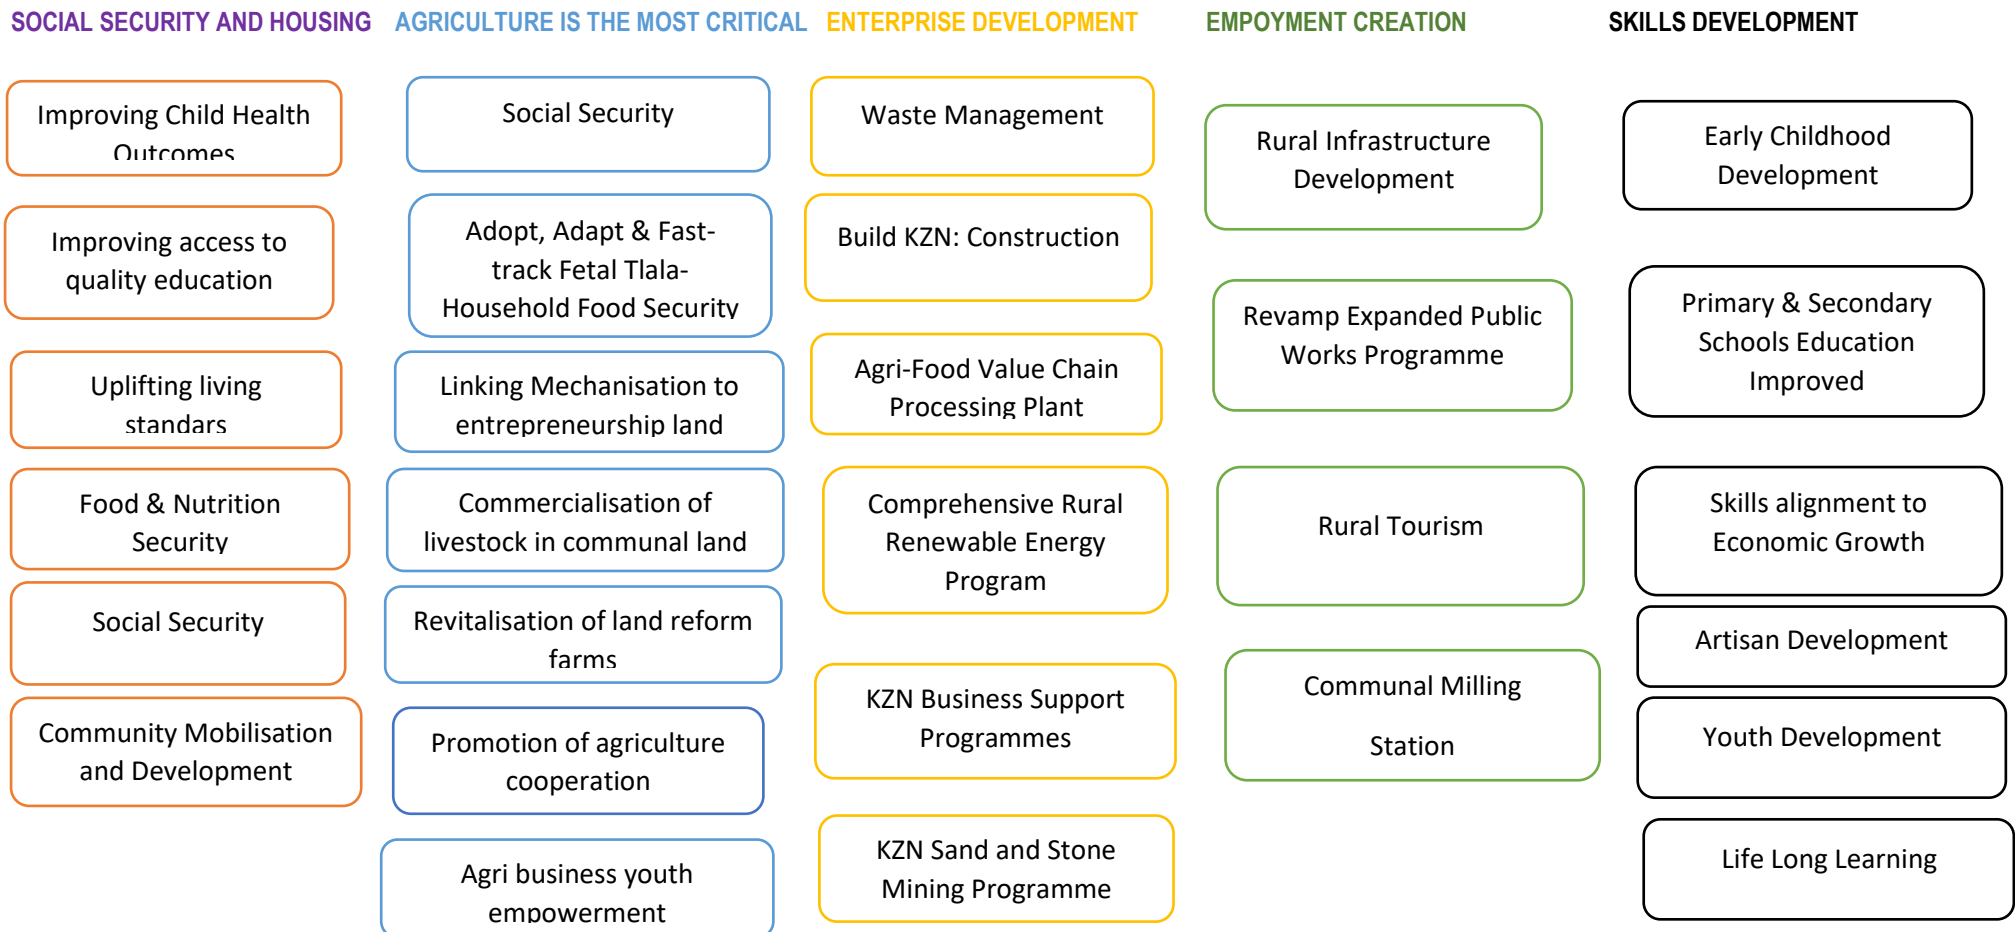 SOCIAL SECURITY AND HOUSING
AGRICULTURE IS THE MOST CRITICAL
ENTERPRISE DEVELOPMENT
EMPOYMENT CREATION
SKILLS DEVELOPMENT
Improving Child Health
Outcomes
Improving access to
quality education
Uplifting living
standars
Food & Nutrition
Security
Social Security
Community Mobilisation
and Development
Social Security
Adopt, Adapt & Fast-
track Fetal Tlala-
Household Food Security
Linking Mechanisation to
entrepreneurship land
Commercialisation of
livestock in communal land
Revitalisation of land reform
farms
Promotion of agriculture
cooperation
Agri business youth
empowerment
Waste Management
Build KZN: Construction
Agri-Food Value Chain
Processing Plant
Comprehensive Rural
Renewable Energy
Program
KZN Business Support
Programmes
KZN Sand and Stone
Mining Programme
Rural Infrastructure
Development
Revamp Expanded Public
Works Programme
Rural Tourism
Communal Milling
Station
Early Childhood
Development
Primary & Secondary
Schools Education
Improved
Skills alignment to
Economic Growth
Artisan Development
Youth Development
Life Long Learning